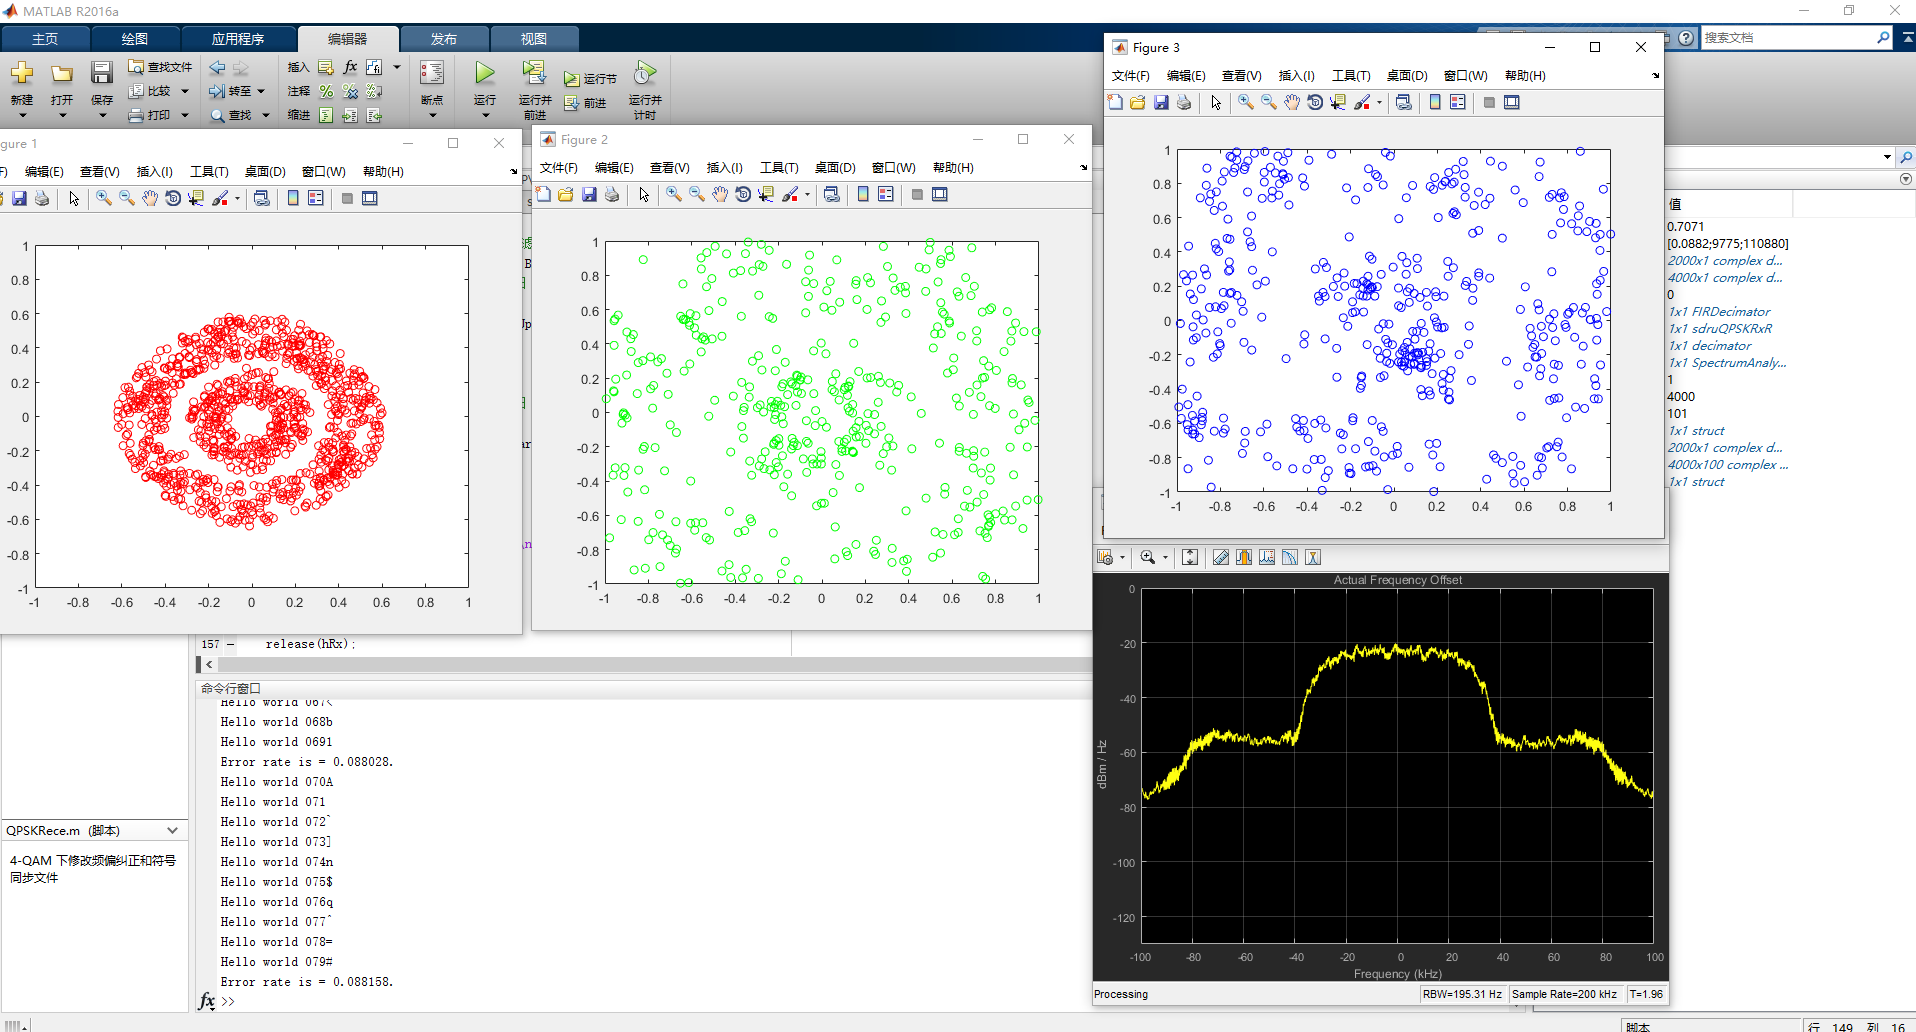 MATLAB R2016a
主页 绘图 应用程序 编辑器 发布 视图
搜索文档
新建 打开 保存 查找文件 比较 打印 转至 查找
插入 fx 注释 缩进
断点 运行 运行并前进 运行节 前进 运行并计时
gure 1
F) 编辑(E) 查看(V) 插入(I) 工具(T) 桌面(D) 窗口(W) 帮助(H)
1
0.8
0.6
0.4
0.2
0
-0.2
-0.4
-0.6
-0.8
-1
-1 -0.8 -0.6 -0.4 -0.2 0 0.2 0.4 0.6 0.8 1
Figure 2
文件(F) 编辑(E) 查看(V) 插入(I) 工具(T) 桌面(D) 窗口(W) 帮助(H)
1
0.8
0.6
0.4
0.2
0
-0.2
-0.4
-0.6
-0.8
-1
-1 -0.8 -0.6 -0.4 -0.2 0 0.2 0.4 0.6 0.8 1
Figure 3
文件(F) 编辑(E) 查看(V) 插入(I) 工具(T) 桌面(D) 窗口(W) 帮助(H)
1
0.8
0.6
0.4
0.2
0
-0.2
-0.4
-0.6
-0.8
-1
-1 -0.8 -0.6 -0.4 -0.2 0 0.2 0.4 0.6 0.8 1
值
0.7071
[0.0882;9775;110880]
2000x1 complex d...
4000x1 complex d...
0
1x1 FIRDecimator
1x1 sdruQPSKRxR
1x1 decimator
1x1 SpectrumAnaly...
1
4000
101
1x1 struct
2000x1 complex d...
4000x100 complex ...
1x1 struct
157 – release(hRx);
命令行窗口
Hello world 067<
Hello world 068b
Hello world 0691
Error rate is = 0.088028.
Hello world 070A
Hello world 071
Hello world 072`
Hello world 073]
Hello world 074n
Hello world 075$
Hello world 076q
Hello world 077^
Hello world 078=
Hello world 079#
Error rate is = 0.088158.
fx >>
QPSKRece.m (脚本)
4-QAM 下修改频偏纠正和符号
同步文件
Actual Frequency Offset
0
-20
-40
-60
-80
-100
-120
dBm / Hz
-100 -80 -60 -40 -20 0 20 40 60 80 100
Frequency (kHz)
Processing RBW=195.31 Hz Sample Rate=200 kHz T=1.96
脚本 行 149 列 16